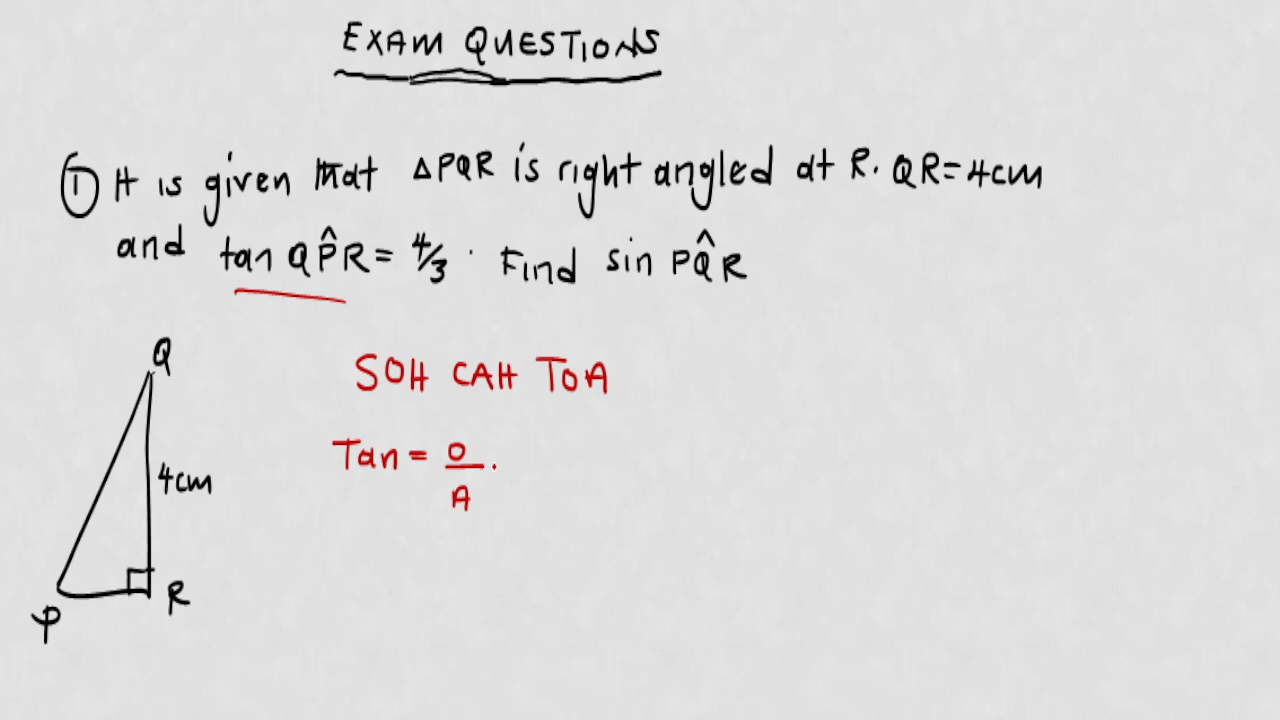 EXAM QUESTIONS
① It is given that △PQR is right angled at R. QR=4cm
and tan QP̂R = 4/3 . Find sin PQ̂R
Q
SOH CAH TOA
Tan = O/A .
4cm
P
R